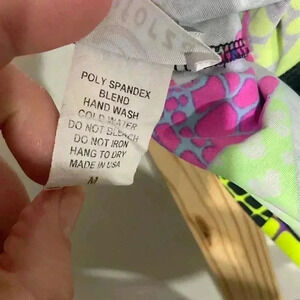 POLY SPANDEX
BLEND
HAND WASH
COLD WATER
DO NOT BLEACH
DO NOT IRON
HANG TO DRY
MADE IN USA
M